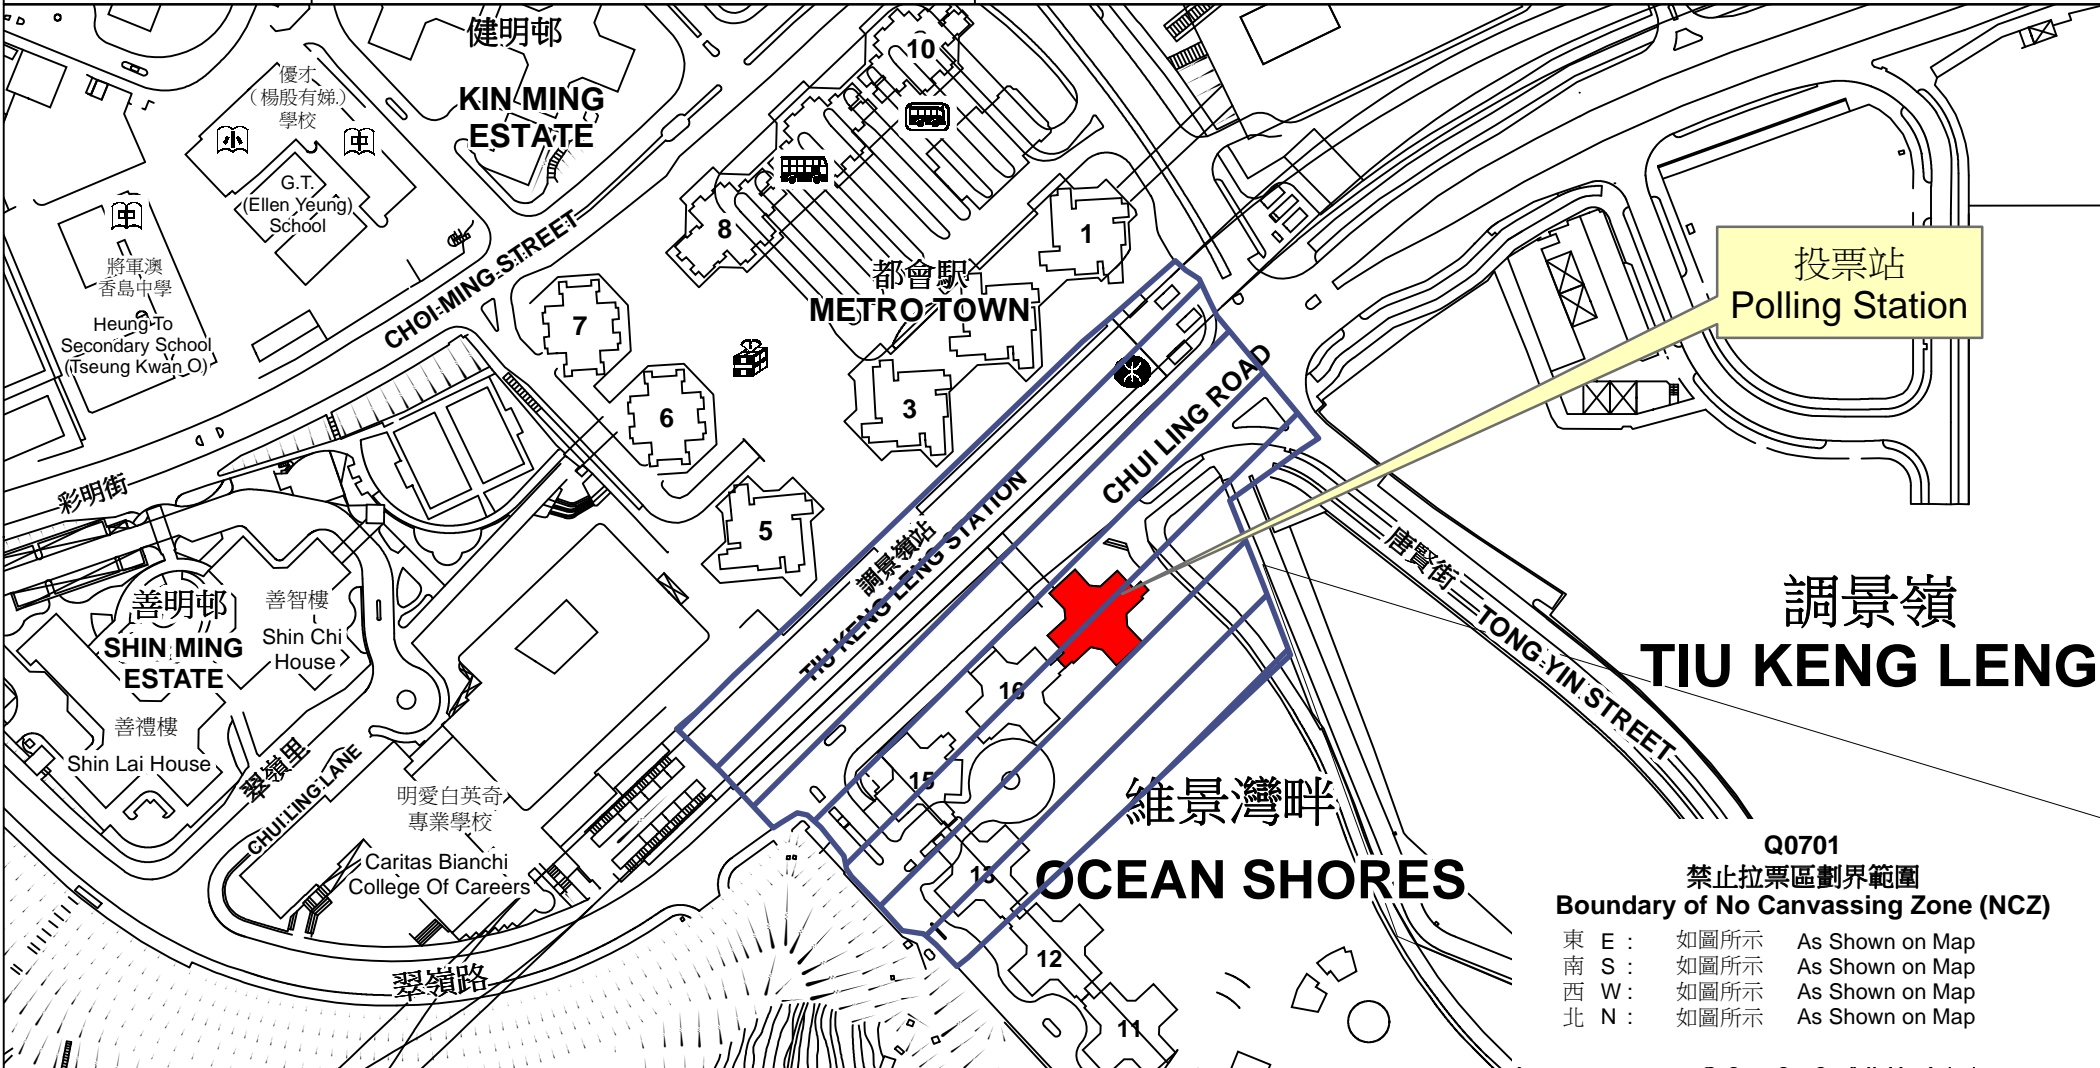 健明邨
KIN MING
ESTATE
優才
（楊殷有娣）
學校
小
中
G.T.
(Ellen Yeung)
School
中
將軍澳
香島中學
Heung To
Secondary School
(Tseung Kwan O)
CHOI MING STREET
彩明街
10
8
7
6
5
3
1
都會駅
METRO TOWN
投票站
Polling Station
CHUI LING ROAD
調景嶺站
TIU KENG LENG STATION
善明邨
SHIN MING
ESTATE
善智樓
Shin Chi
House
善禮樓
Shin Lai House
翠嶺里
CHUI LING LANE
明愛白英奇
專業學校
Caritas Bianchi
College Of Careers
翠嶺路
唐賢街
TONG YIN STREET
調景嶺
TIU KENG LENG
16
15
13
12
11
維景灣畔
OCEAN SHORES
Q0701
禁止拉票區劃界範圍
Boundary of No Canvassing Zone (NCZ)
東 E : 如圖所示 As Shown on Map
南 S : 如圖所示 As Shown on Map
西 W : 如圖所示 As Shown on Map
北 N : 如圖所示 As Shown on Map